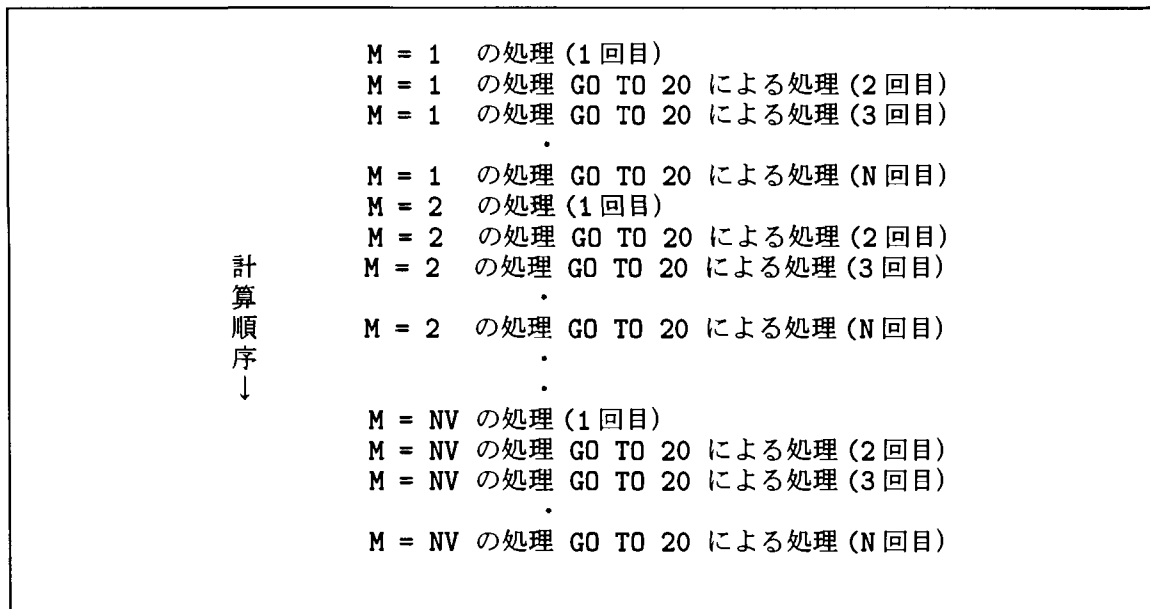 M = 1 の処理 (1 回目)
M = 1 の処理 GO TO 20 による処理 (2 回目)
M = 1 の処理 GO TO 20 による処理 (3 回目)
・
M = 1 の処理 GO TO 20 による処理 (N 回目)
M = 2 の処理 (1 回目)
M = 2 の処理 GO TO 20 による処理 (2 回目)
M = 2 の処理 GO TO 20 による処理 (3 回目)
・
M = 2 の処理 GO TO 20 による処理 (N 回目)
・
・
M = NV の処理 (1 回目)
M = NV の処理 GO TO 20 による処理 (2 回目)
M = NV の処理 GO TO 20 による処理 (3 回目)
・
M = NV の処理 GO TO 20 による処理 (N 回目)
計算順序↓